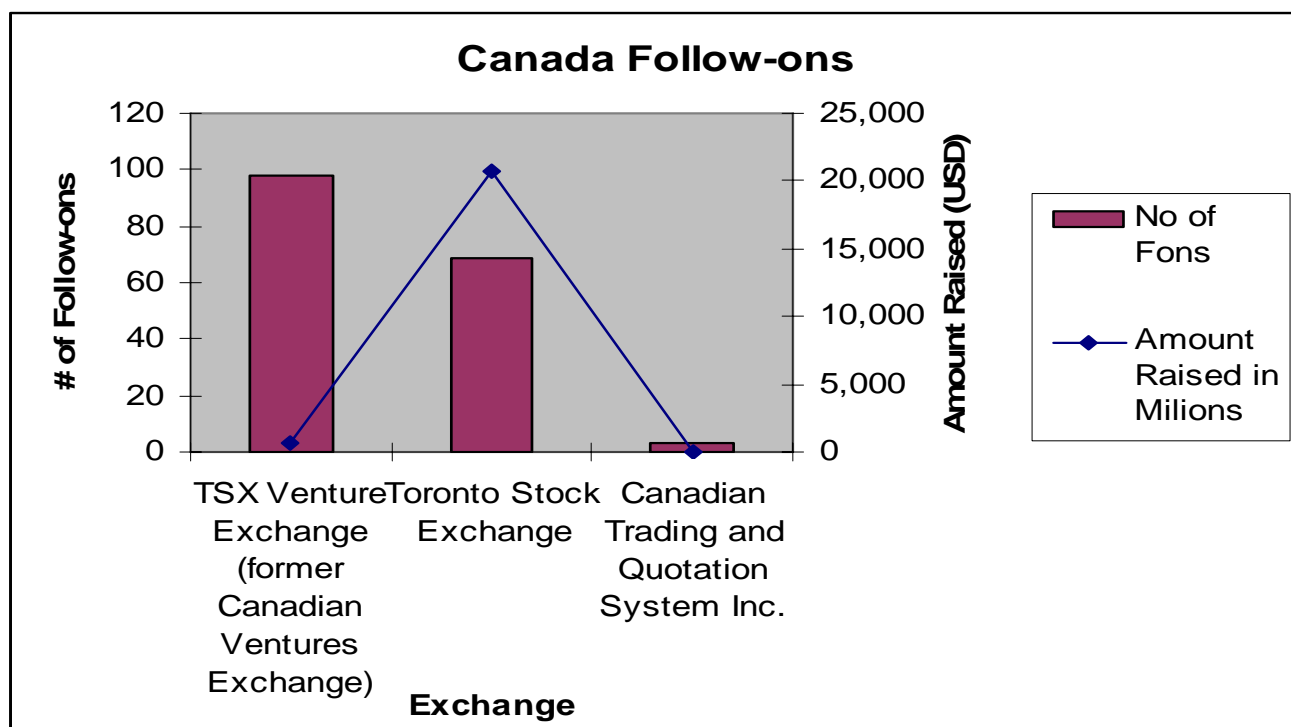 Canada Follow-ons
# of Follow-ons
120
100
80
60
40
20
0
25,000
20,000
15,000
10,000
5,000
0
Amount Raised (USD)
TSX Venture
Exchange
(former
Canadian
Ventures
Exchange)
Toronto Stock
Exchange
Canadian
Trading and
Quotation
System Inc.
Exchange
No of
Fons
Amount
Raised in
Milions